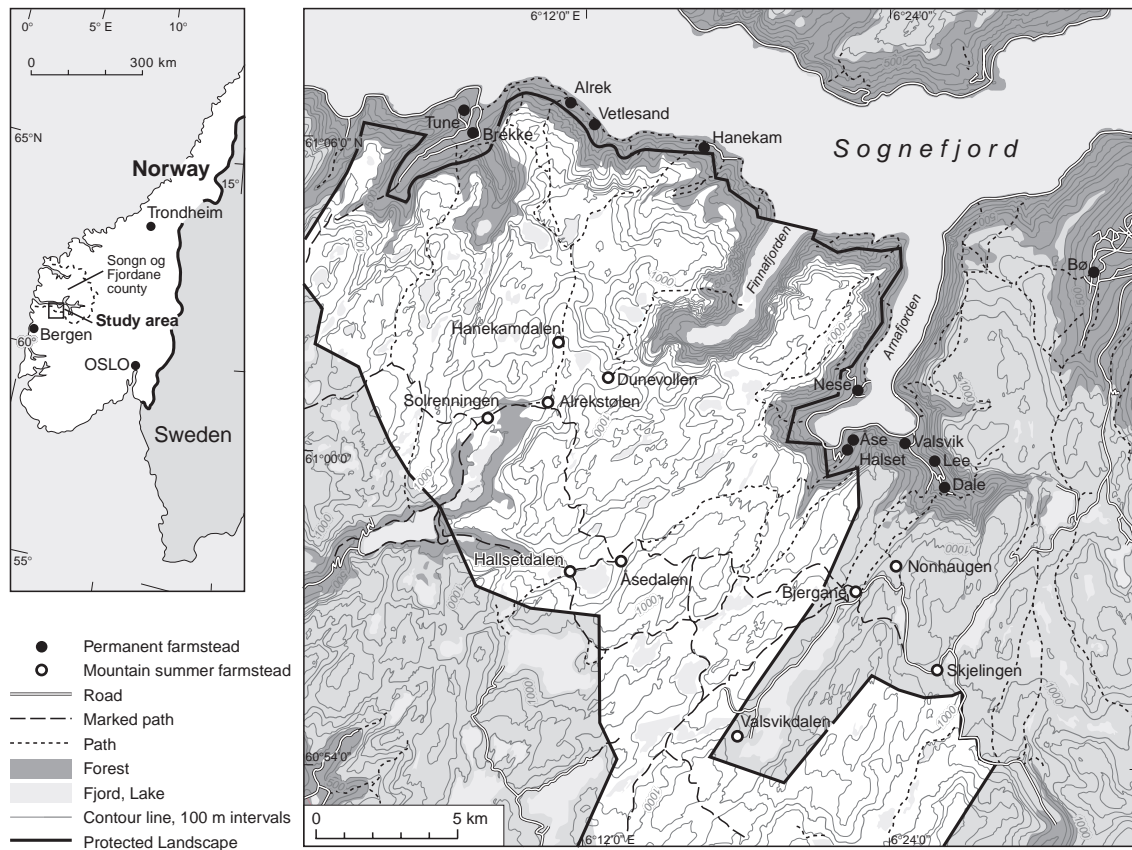 0°
5° E
10°
0
300 km
65°N
Norway
15°
Trondheim
Songn og
Fjordane
county
Study area
Bergen
60°
OSLO
Sweden
55°
Permanent farmstead
Mountain summer farmstead
Road
Marked path
Path
Forest
Fjord, Lake
Contour line, 100 m intervals
Protected Landscape
6°12'0" E
6°24'0"
500
Alrek
Tune
Vetlesand
Brekke
61°06'0" N
Hanekam
Sognefjord
Bø
Finnafjorden
1000
Arnafjorden
Hanekamdalen
Dunevollen
Nese
Solrenningen
Alrekstølen
Åse
Valsvik
61°00'0"
Halset
Lee
Dale
Hallsetdalen
Åsedalen
Nonhaugen
Bjergane
Skjelingen
Valsvikdalen
60°54'0"
0
5 km
6°12'0" E
6°24'0"